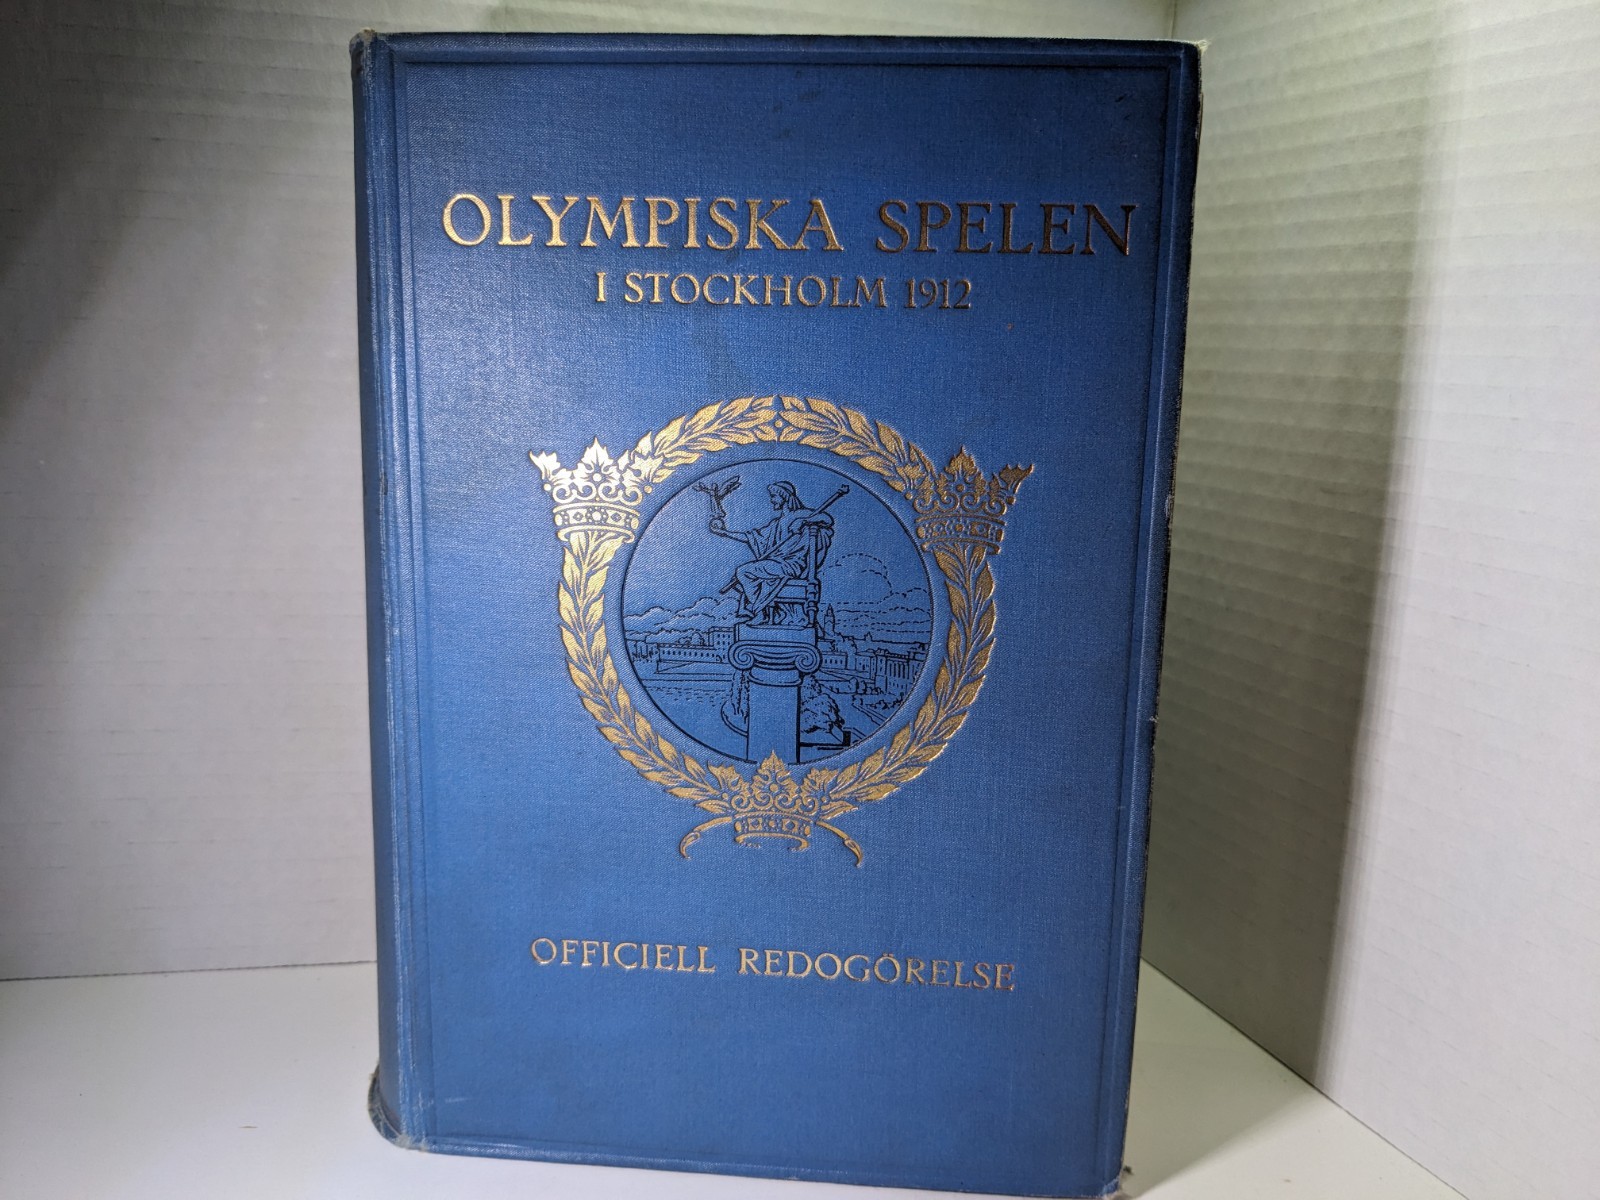 OLYMPISKA SPELEN
I STOCKHOLM 1912
OFFICIELL REDOGÖRELSE